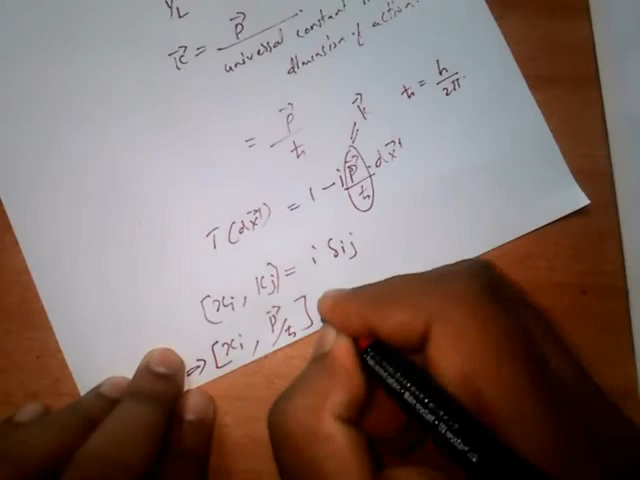 K⃗ = p⃗ / universal constant
dimension of action.
= p⃗ / ħ
k⃗
ħ = h / 2π.
T(dx⃗') = 1 - i p⃗/ħ · dx⃗'
[xi, kj] = i δij
⇒ [xi, p⃗/ħ]